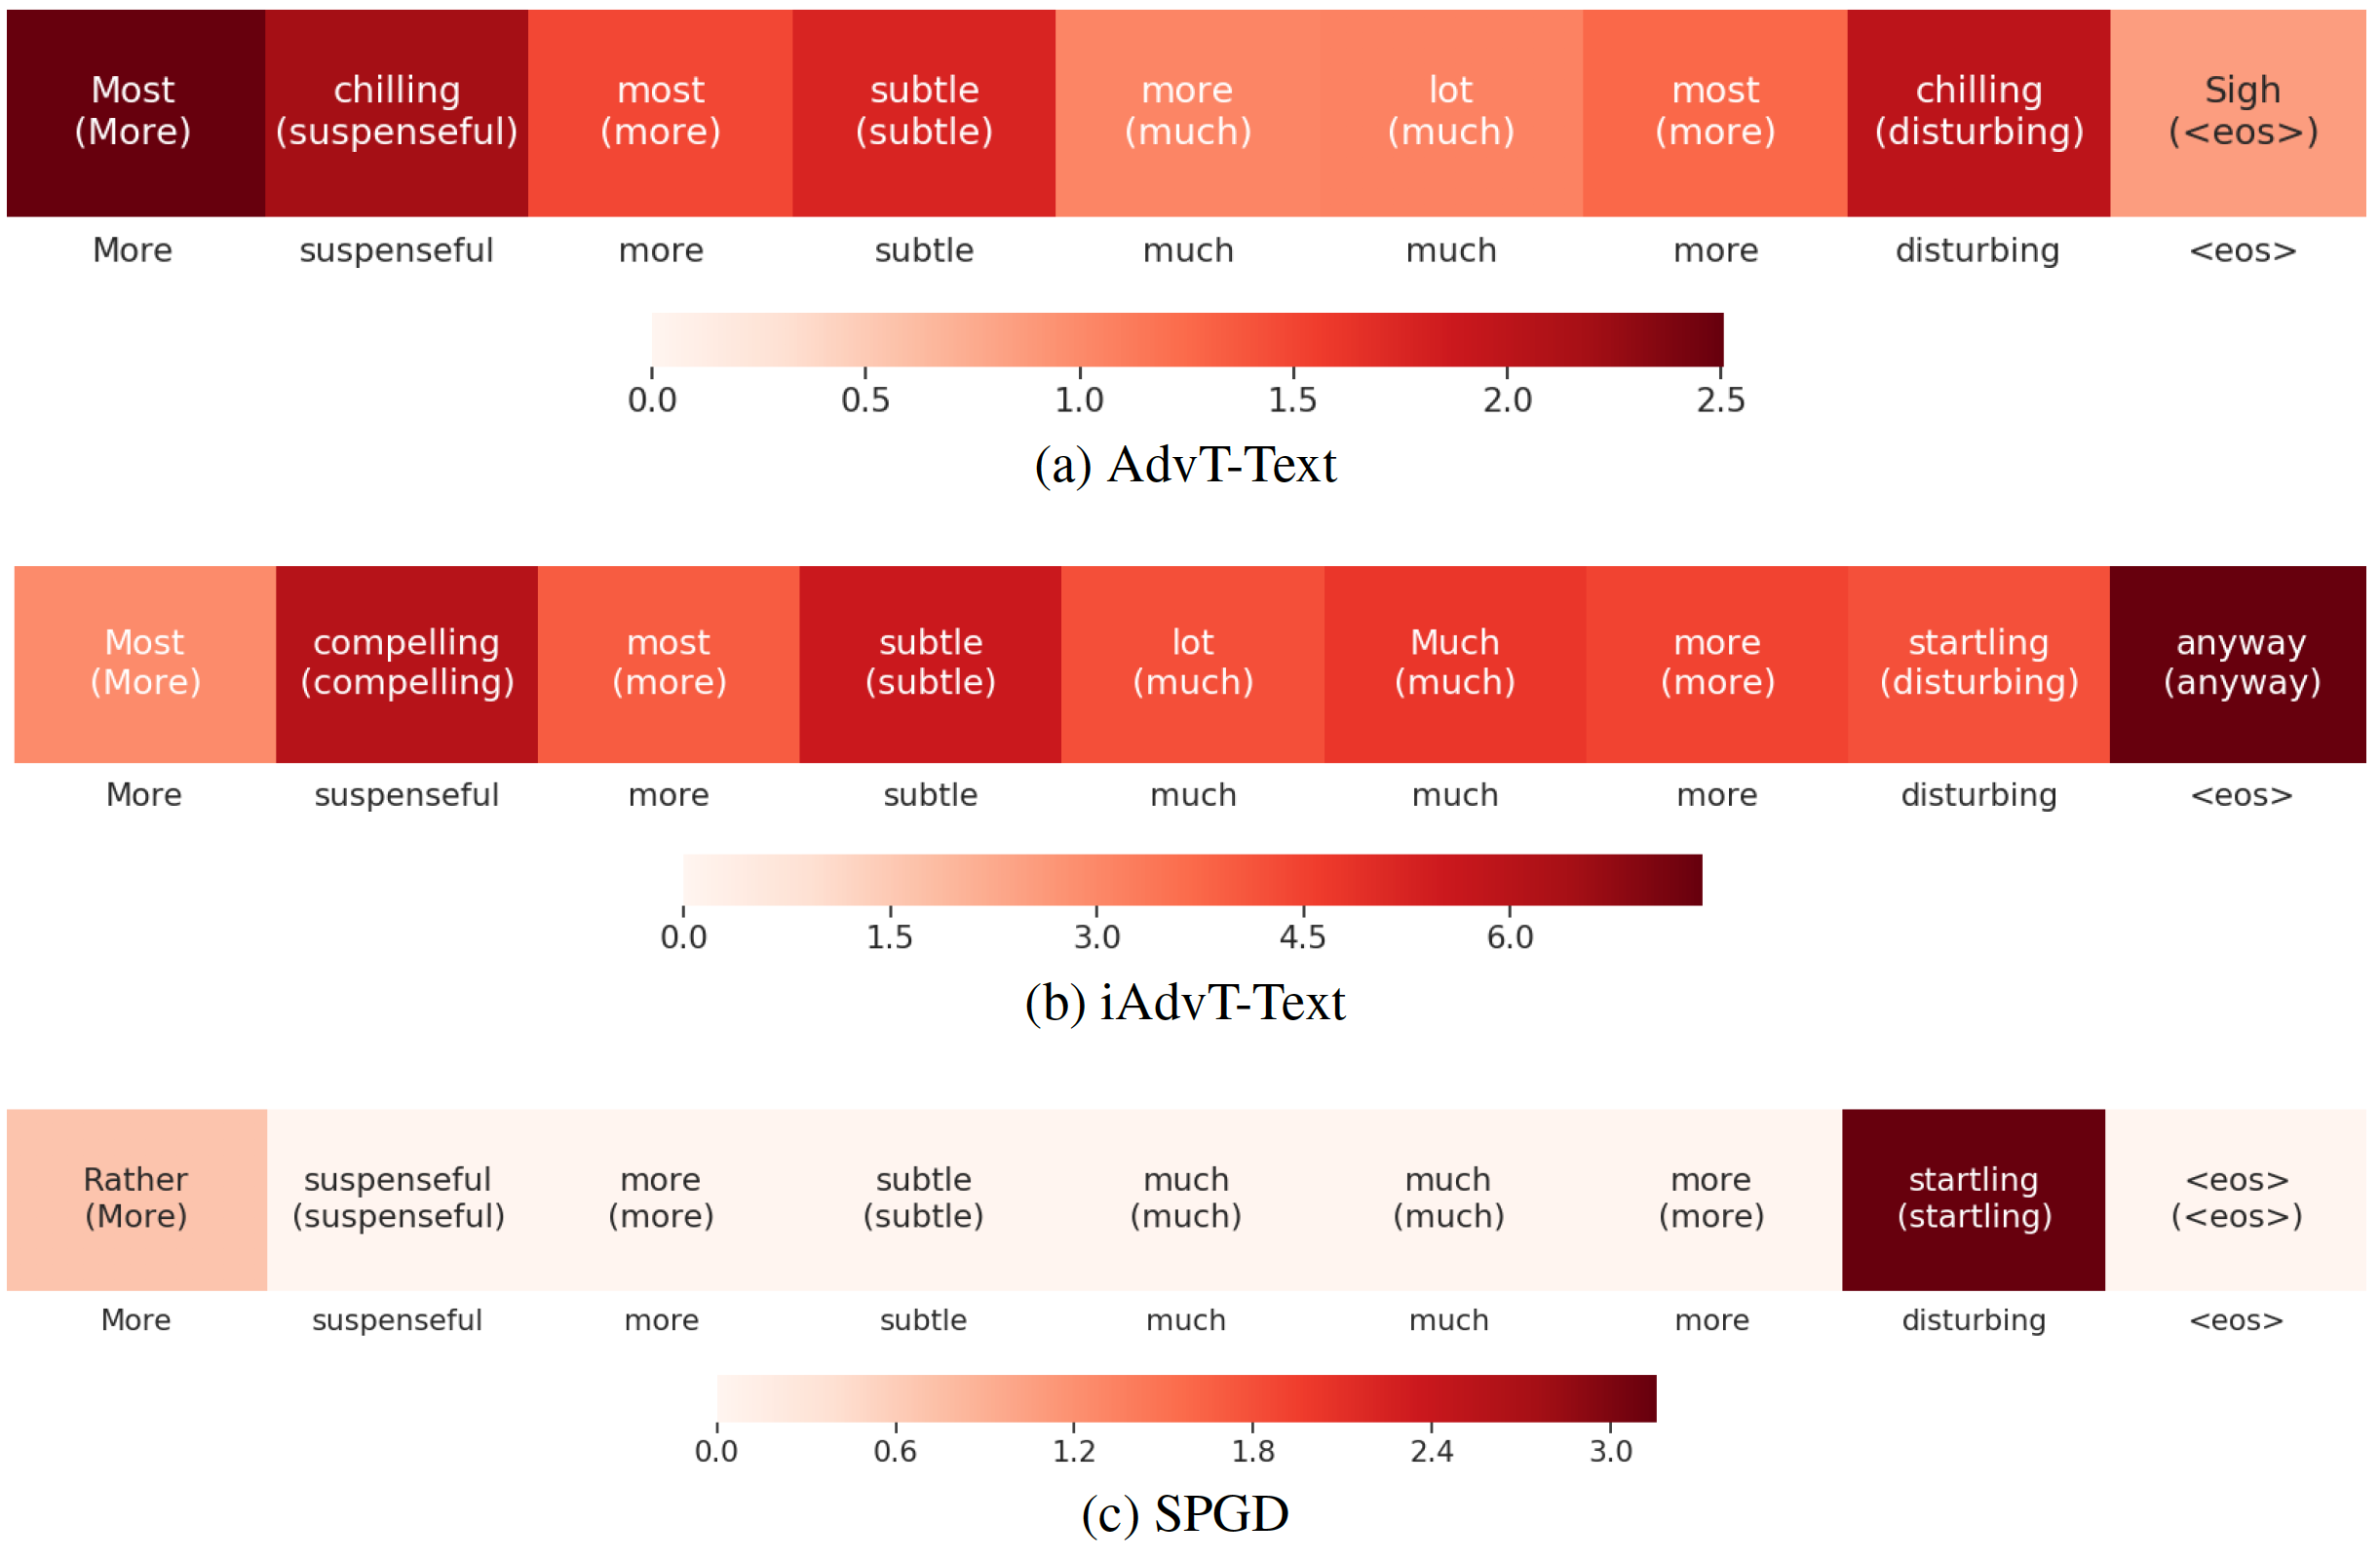 Most chilling most subtle more lot most chilling Sigh
(More) (suspenseful) (more) (subtle) (much) (much) (more) (disturbing) (<eos>)
More suspenseful more subtle much much more disturbing <eos>
0.0 0.5 1.0 1.5 2.0 2.5
(a) AdvT-Text
Most compelling most subtle lot Much more startling anyway
(More) (compelling) (more) (subtle) (much) (much) (more) (disturbing) (anyway)
More suspenseful more subtle much much more disturbing <eos>
0.0 1.5 3.0 4.5 6.0
(b) iAdvT-Text
Rather suspenseful more subtle much much more startling <eos>
(More) (suspenseful) (more) (subtle) (much) (much) (more) (startling) (<eos>)
More suspenseful more subtle much much more disturbing <eos>
0.0 0.6 1.2 1.8 2.4 3.0
(c) SPGD